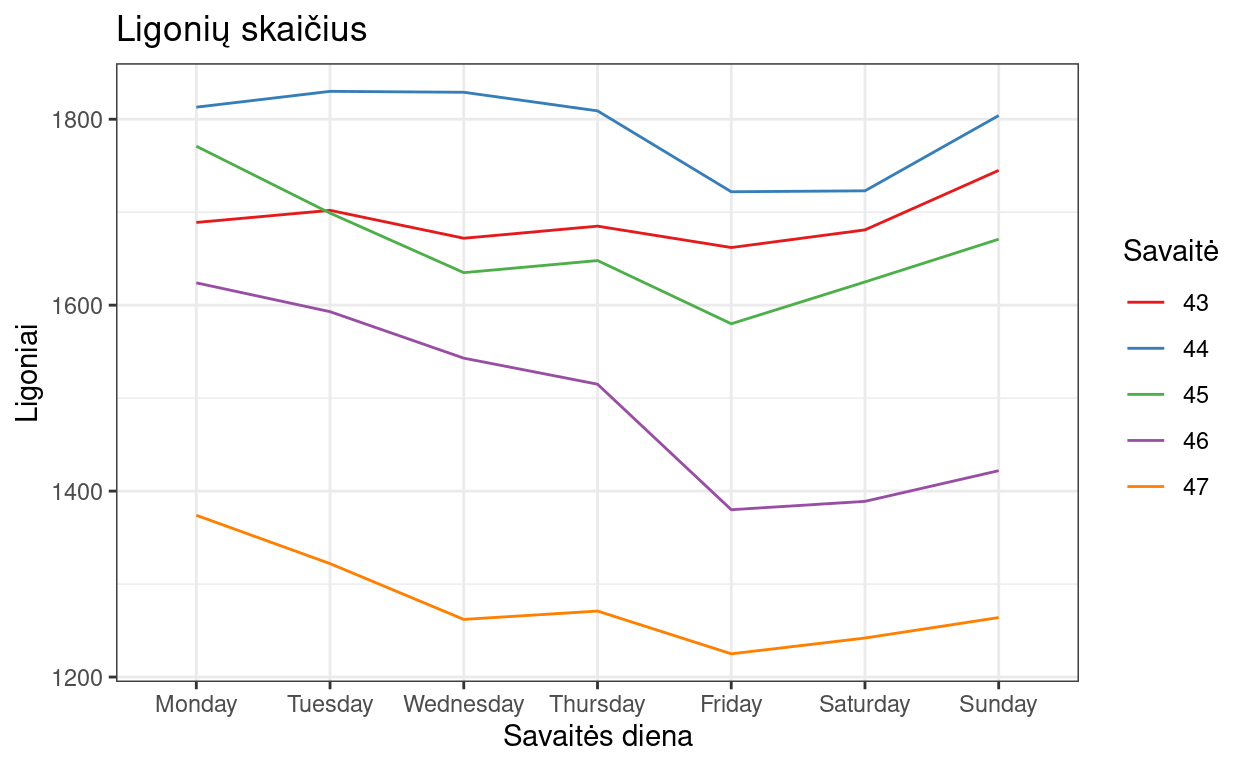 Ligonių skaičius
1800
1600
1400
1200
Ligoniai
Monday Tuesday Wednesday Thursday Friday Saturday Sunday
Savaitės diena
Savaitė
43
44
45
46
47